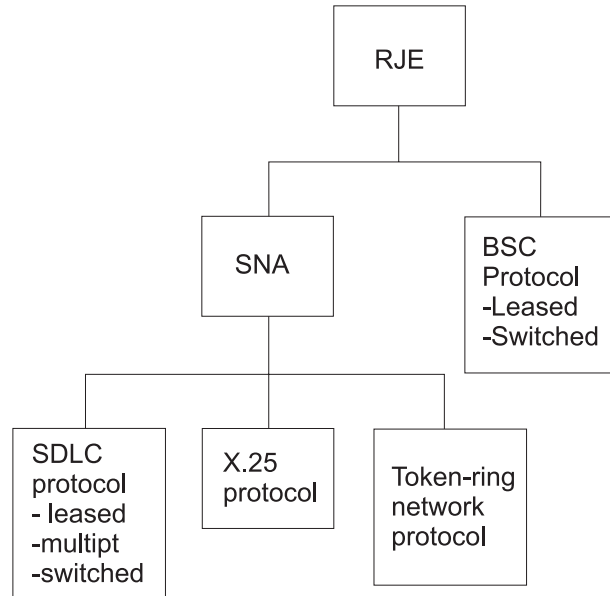 RJE
SNA
BSC
Protocol
-Leased
-Switched
SDLC
protocol
- leased
-multipt
-switched
X.25
protocol
Token-ring
network
protocol